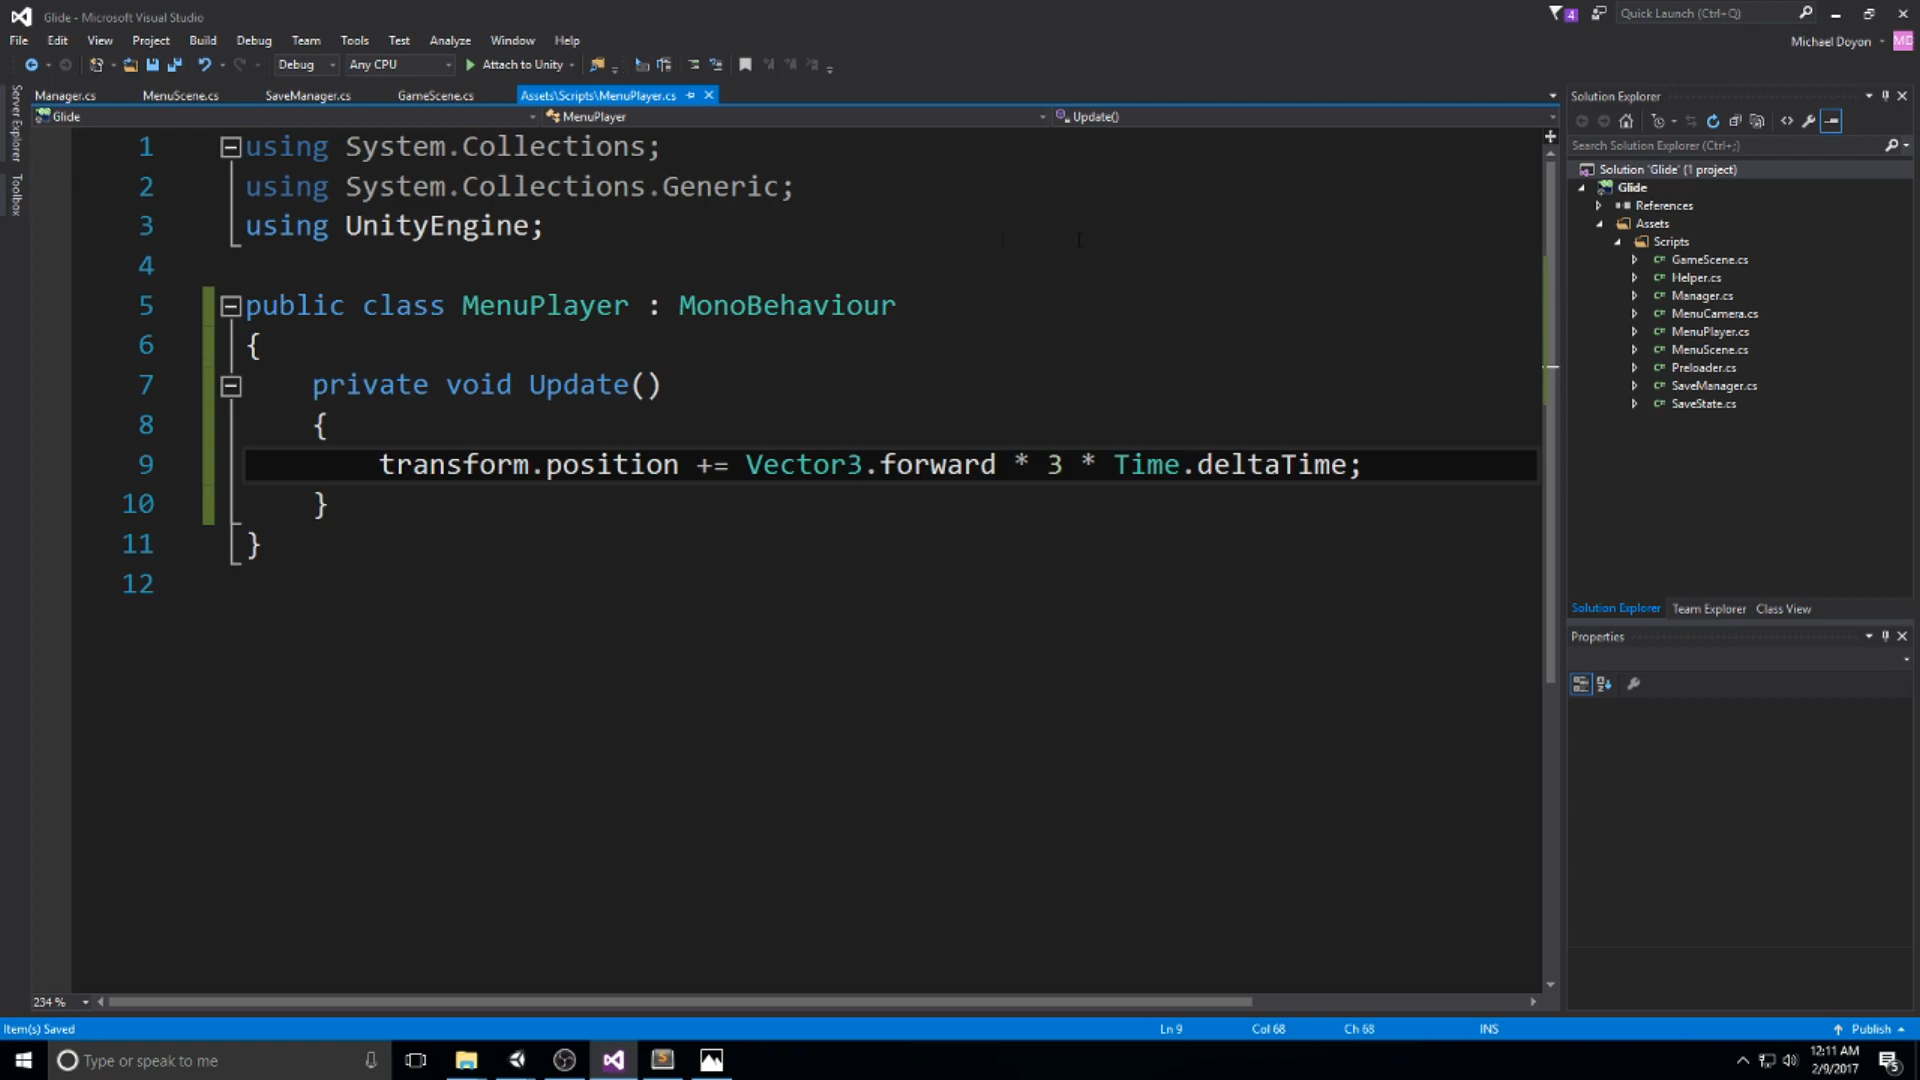 Glide - Microsoft Visual Studio
4
Quick Launch (Ctrl+Q)
File Edit View Project Build Debug Team Tools Test Analyze Window Help
Michael Doyon
MD
Debug Any CPU Attach to Unity
Server Explorer
Toolbox
Manager.cs MenuScene.cs SaveManager.cs GameScene.cs Assets\Scripts\MenuPlayer.cs
Glide MenuPlayer Update()
1 using System.Collections;
2 using System.Collections.Generic;
3 using UnityEngine;
4
5 public class MenuPlayer : MonoBehaviour
6 {
7 private void Update()
8 {
9 transform.position += Vector3.forward * 3 * Time.deltaTime;
10 }
11 }
12
234 %
Solution Explorer
Search Solution Explorer (Ctrl+;)
Solution 'Glide' (1 project)
Glide
References
Assets
Scripts
C# GameScene.cs
C# Helper.cs
C# Manager.cs
C# MenuCamera.cs
C# MenuPlayer.cs
C# MenuScene.cs
C# Preloader.cs
C# SaveManager.cs
C# SaveState.cs
Solution Explorer Team Explorer Class View
Properties
Item(s) Saved Ln 9 Col 68 Ch 68 INS Publish
Type or speak to me
12:11 AM
2/9/2017
5